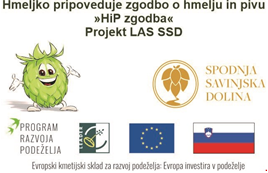 Hmeljko pripoveduje zgodbo o hmelju in pivu
»HiP zgodba«
Projekt LAS SSD
SPODNJA
SAVINJSKA
DOLINA
PROGRAM
RAZVOJA
PODEŽELJA
LEADER
Evropski kmetijski sklad za razvoj podeželja: Evropa investira v podeželje